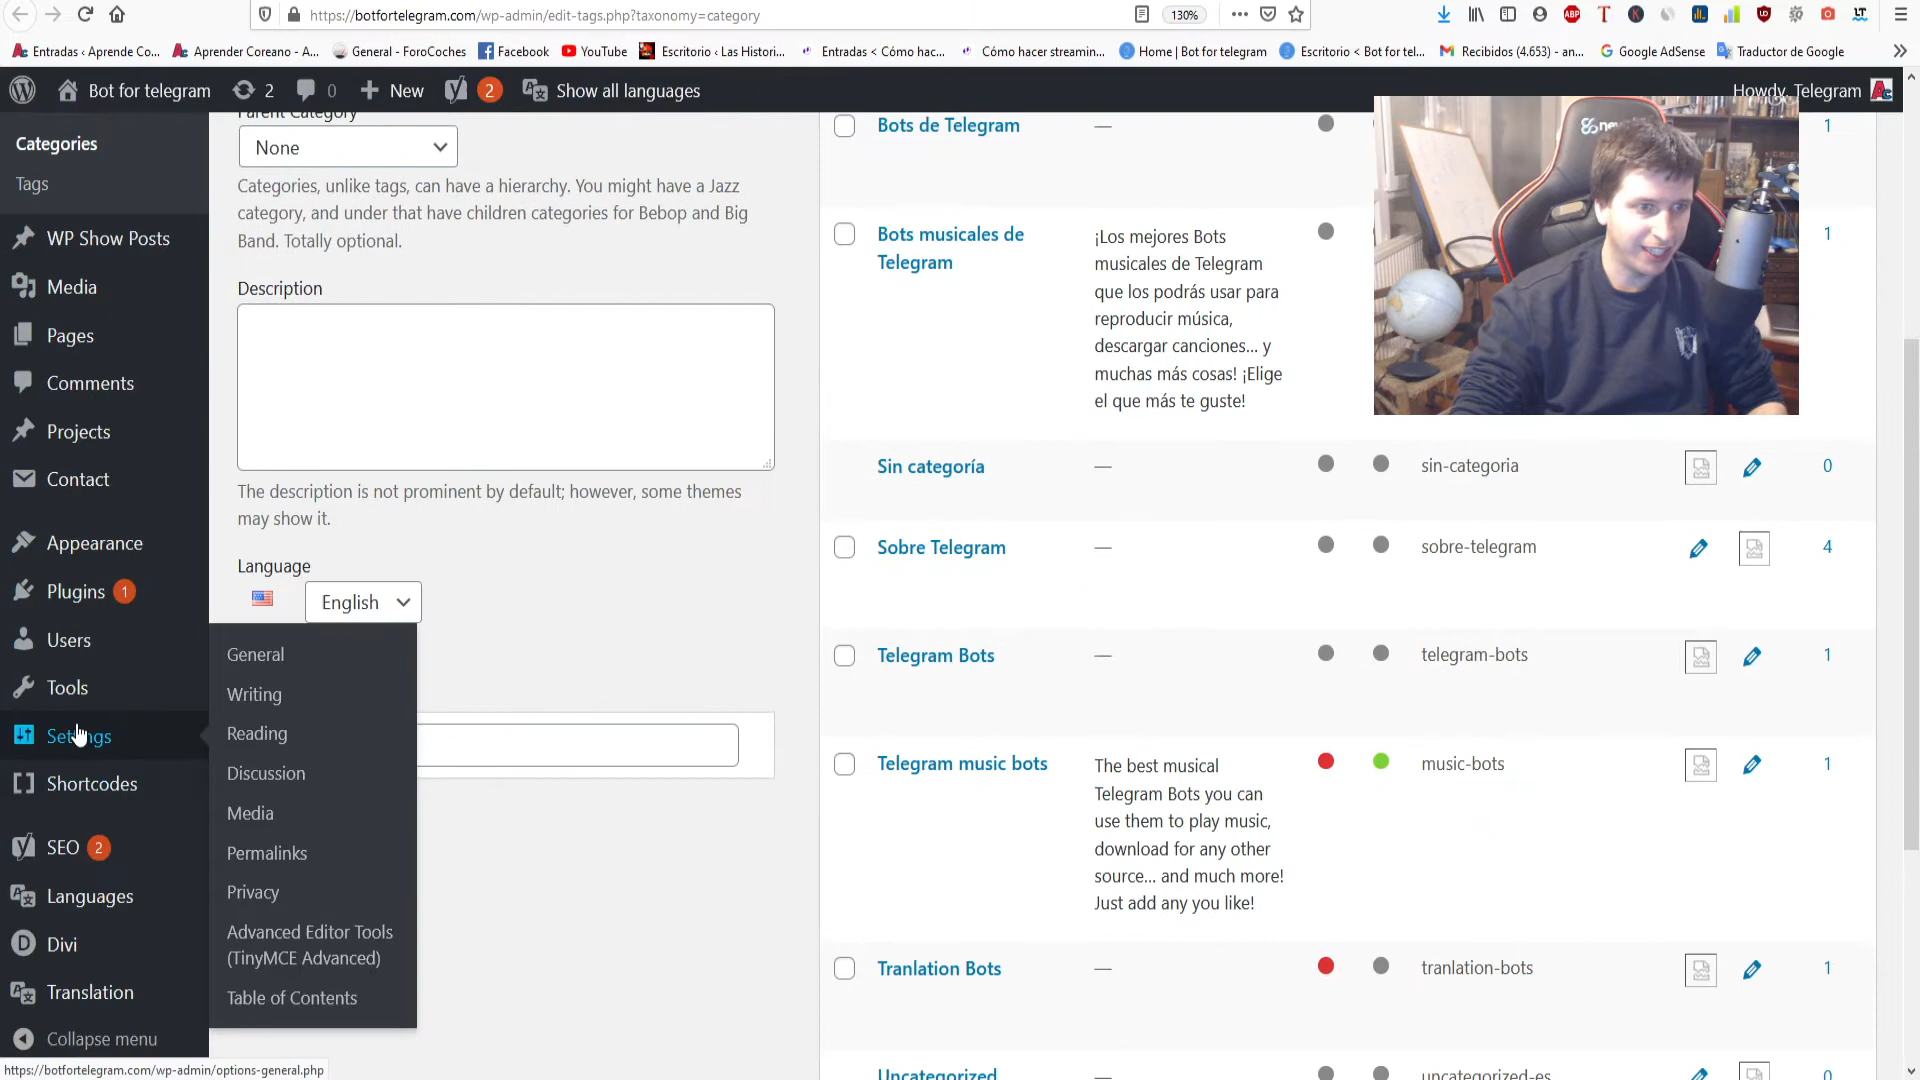 https://botfortelegram.com/wp-admin/edit-tags.php?taxonomy=category
130%
Entradas ‹ Aprende Co...
Aprender Coreano - A...
General - ForoCoches
Facebook
YouTube
Escritorio ‹ Las Histori...
Entradas < Cómo hac...
Cómo hacer streamin...
Home | Bot for telegram
Escritorio < Bot for tel...
Recibidos (4.653) - an...
Google AdSense
Traductor de Google
Bot for telegram
2
0
New
2
Show all languages
Howdy, Telegram
Categories
Tags
WP Show Posts
Media
Pages
Comments
Projects
Contact
Appearance
Plugins 1
Users
Tools
Settings
Shortcodes
SEO 2
Languages
Divi
Translation
Collapse menu
Parent Category
None
Categories, unlike tags, can have a hierarchy. You might have a Jazz
category, and under that have children categories for Bebop and Big
Band. Totally optional.
Description
The description is not prominent by default; however, some themes
may show it.
Language
English
General
Writing
Reading
Discussion
Media
Permalinks
Privacy
Advanced Editor Tools
(TinyMCE Advanced)
Table of Contents
Bots de Telegram
—
1
Bots musicales de
Telegram
¡Los mejores Bots
musicales de Telegram
que los podrás usar para
reproducir música,
descargar canciones... y
muchas más cosas! ¡Elige
el que más te guste!
1
Sin categoría
—
sin-categoria
0
Sobre Telegram
—
sobre-telegram
4
Telegram Bots
—
telegram-bots
1
Telegram music bots
The best musical
Telegram Bots you can
use them to play music,
download for any other
source... and much more!
Just add any you like!
music-bots
1
Tranlation Bots
—
tranlation-bots
1
Uncategorized
uncategorized-es
0
https://botfortelegram.com/wp-admin/options-general.php